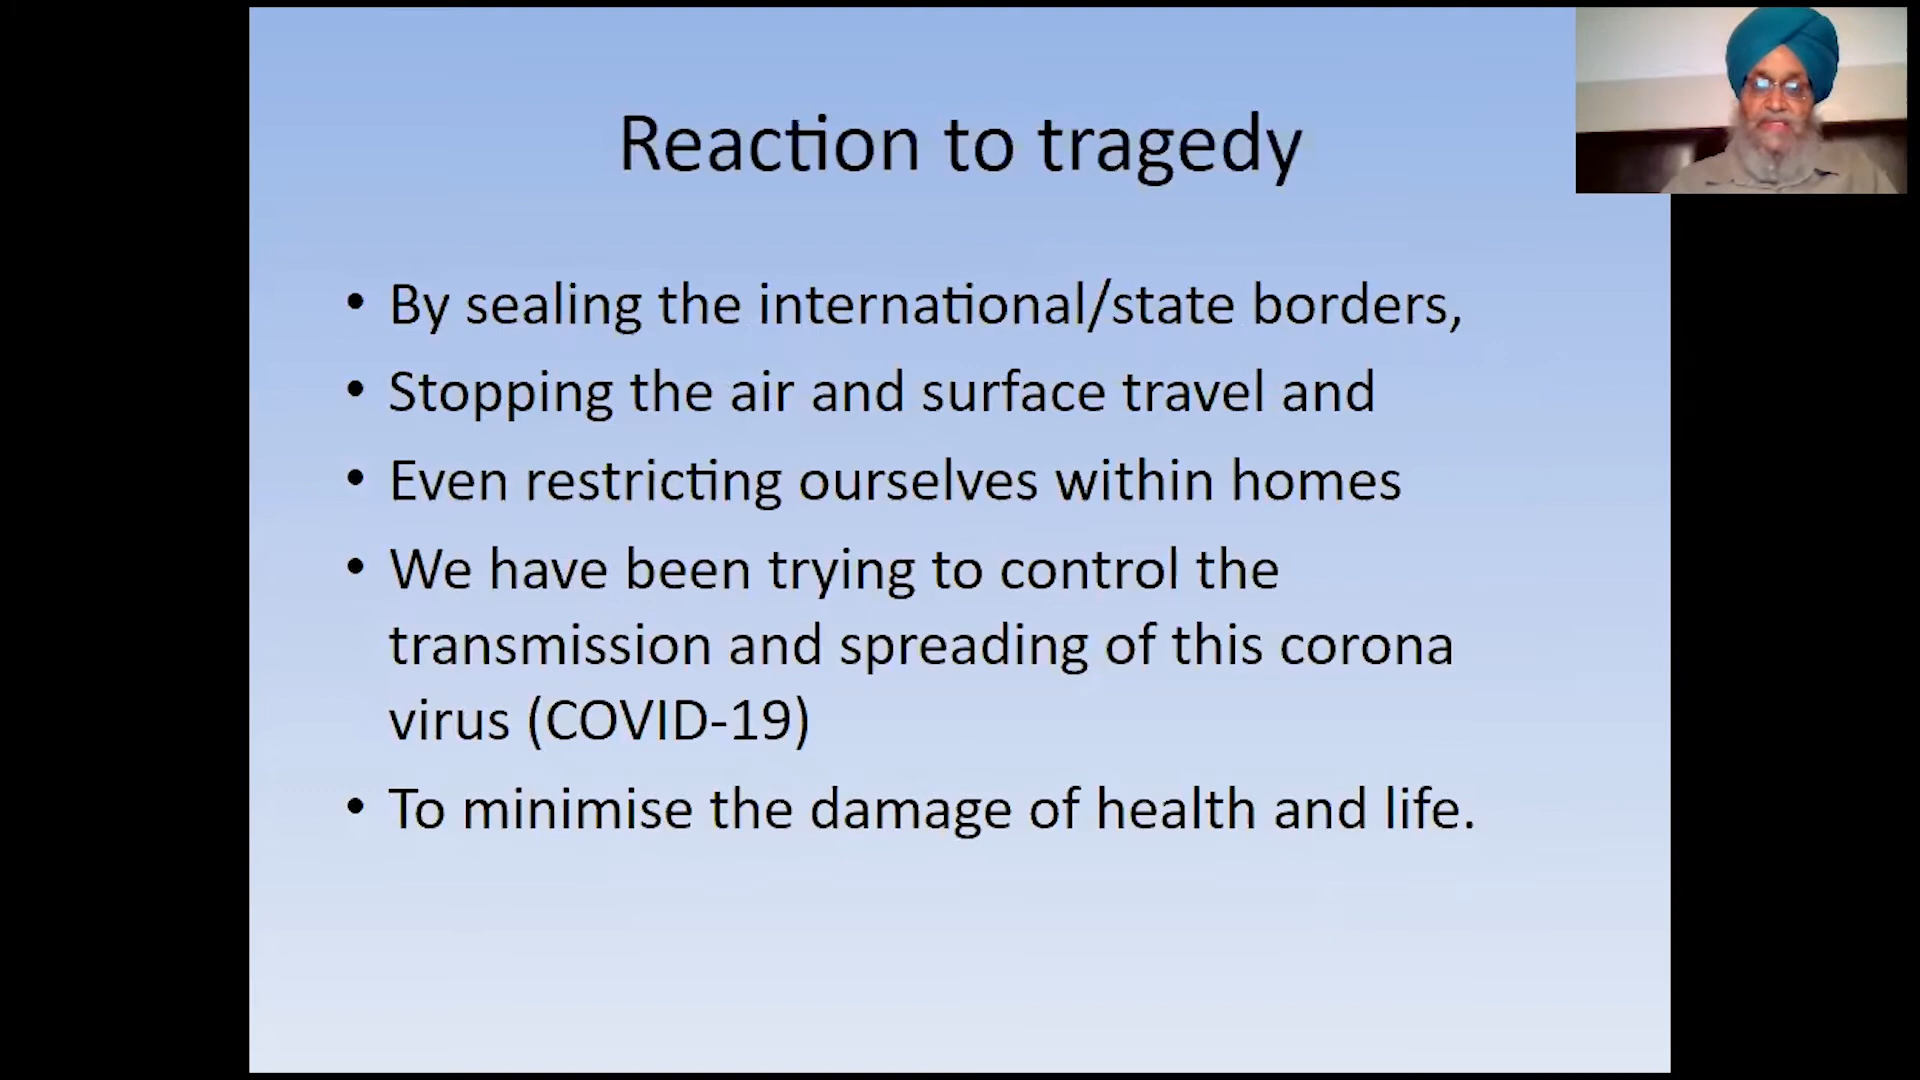 Reaction to tragedy
• By sealing the international/state borders,
• Stopping the air and surface travel and
• Even restricting ourselves within homes
• We have been trying to control the
transmission and spreading of this corona
virus (COVID-19)
• To minimise the damage of health and life.